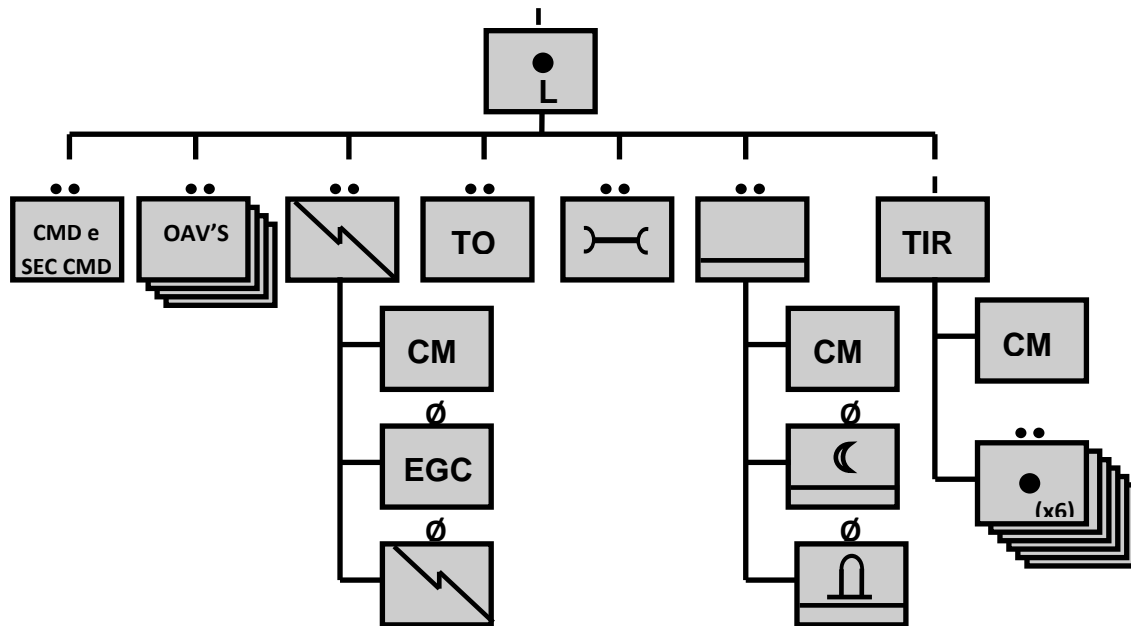 L
CMD e
SEC CMD
OAV'S
TO
TIR
CM
CM
CM
Ø
Ø
EGC
(x6)
Ø
Ø